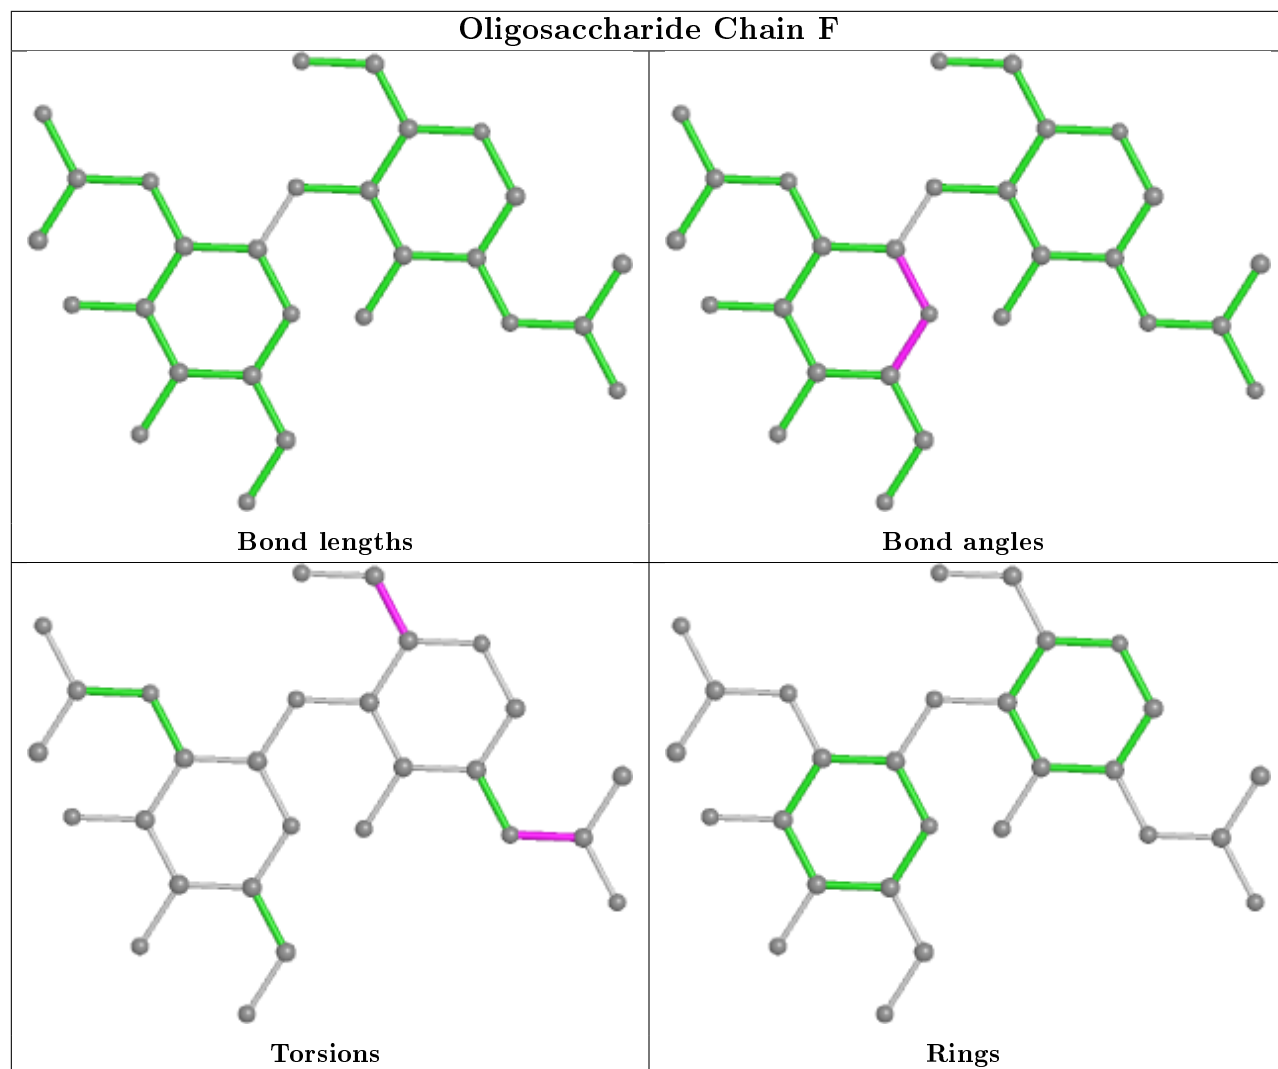 Oligosaccharide Chain F
Bond lengths
Bond angles
Torsions
Rings